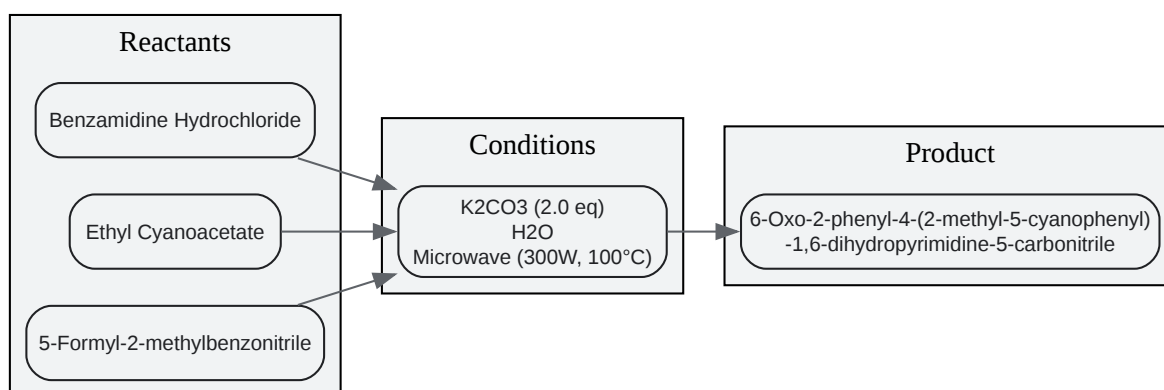 Reactants
Benzamidine Hydrochloride
Ethyl Cyanoacetate
5-Formyl-2-methylbenzonitrile
Conditions
K2CO3 (2.0 eq)
H2O
Microwave (300W, 100°C)
Product
6-Oxo-2-phenyl-4-(2-methyl-5-cyanophenyl)
-1,6-dihydropyrimidine-5-carbonitrile